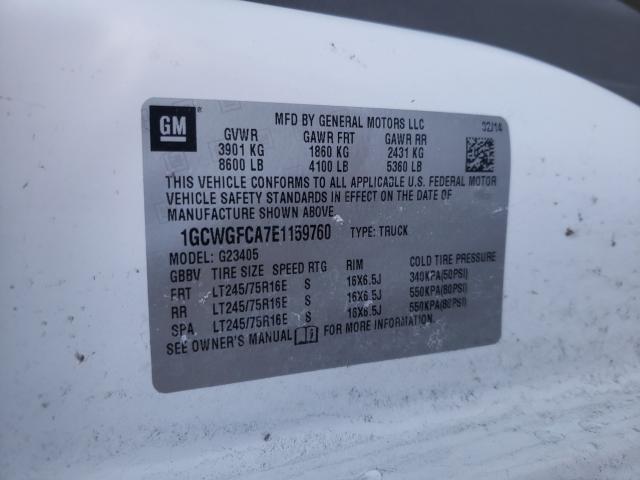 GM
MFD BY GENERAL MOTORS LLC 02/14
GVWR GAWR FRT GAWR RR
3901 KG 1860 KG 2431 KG
8600 LB 4100 LB 5360 LB
THIS VEHICLE CONFORMS TO ALL APPLICABLE U.S. FEDERAL MOTOR
VEHICLE SAFETY STANDARDS IN EFFECT ON THE DATE OF
MANUFACTURE SHOWN ABOVE
1GCWGFCA7E1159760 TYPE: TRUCK
MODEL: G23405
GBBV TIRE SIZE SPEED RTG RIM COLD TIRE PRESSURE
FRT LT245/75R16E S 16X6.5J 340KPA(50PSI)
RR LT245/75R16E S 16X6.5J 550KPA(80PSI)
SPA LT245/75R16E S 16X6.5J 550KPA(80PSI)
SEE OWNER'S MANUAL FOR MORE INFORMATION.